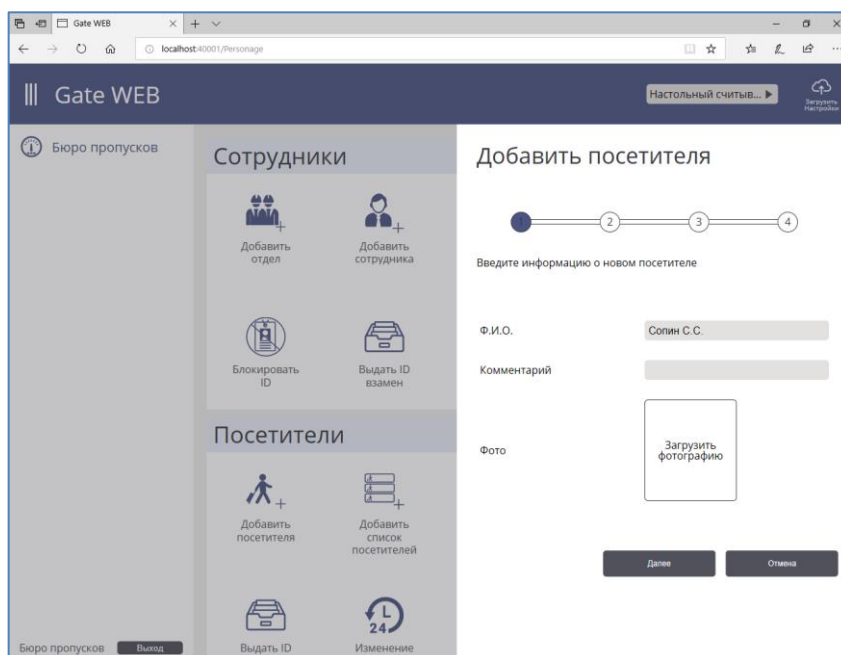 Gate WEB
localhost:40001/Personage
Gate WEB
Настольный считыв...
Загрузить
Настройки
Бюро пропусков
Сотрудники
Добавить
отдел
Добавить
сотрудника
Блокировать
ID
Выдать ID
взамен
Посетители
Добавить
посетителя
Добавить
список
посетителей
Выдать ID
24
Изменение
Бюро пропусков
Выход
Добавить посетителя
2
3
4
Введите информацию о новом посетителе
Ф.И.О.
Сопин С.С.
Комментарий
Фото
Загрузить
фотографию
Далее
Отмена